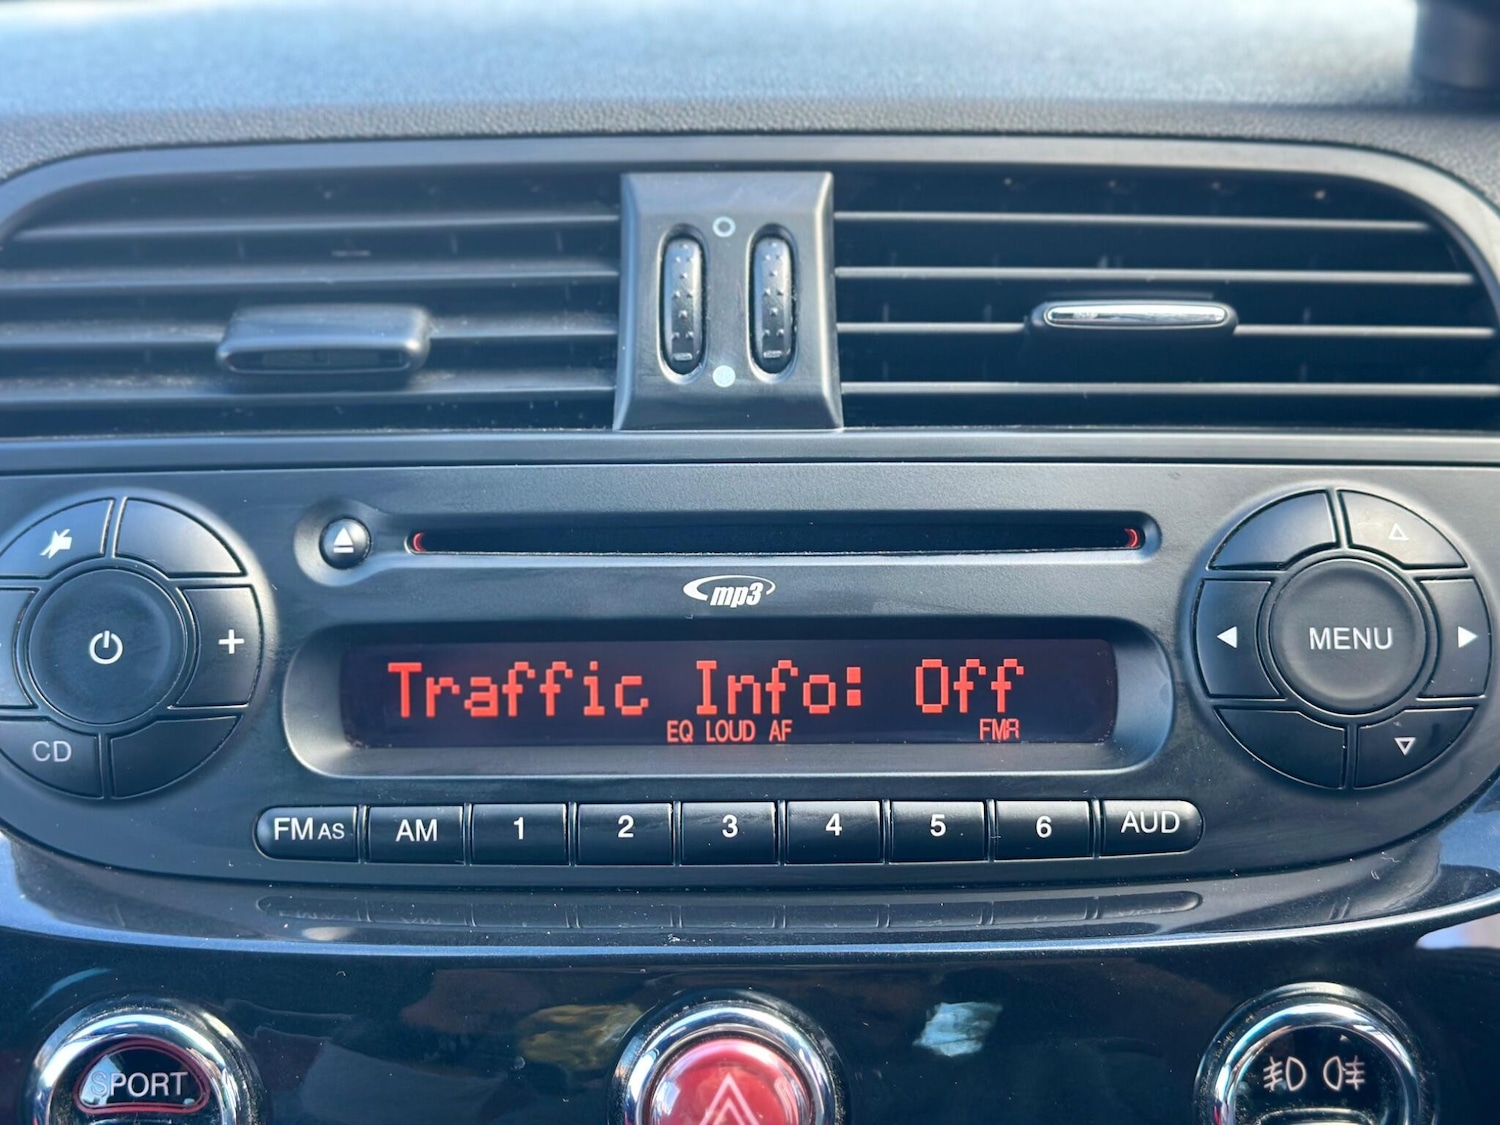 mp3
Traffic Info: Off
EQ LOUD AF FMA
MENU
CD
FM AS AM 1 2 3 4 5 6 AUD
SPORT